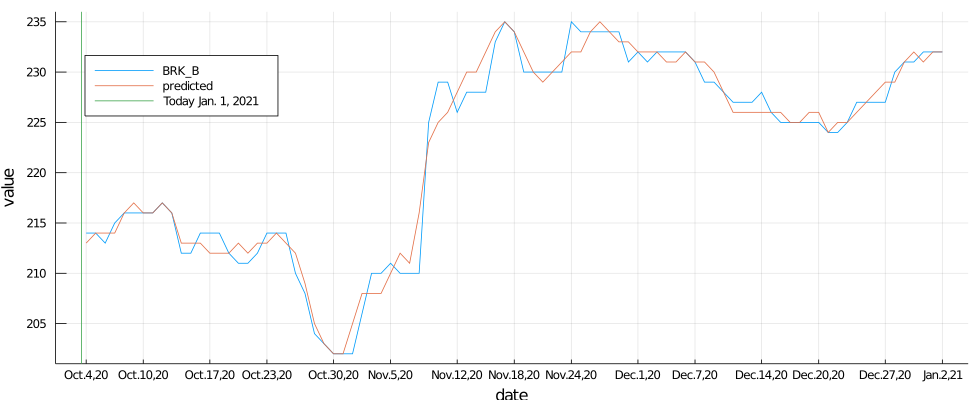 235
230
225
220
215
210
205
value
BRK_B
predicted
Today Jan. 1, 2021
Oct.4,20 Oct.10,20 Oct.17,20 Oct.23,20 Oct.30,20 Nov.5,20 Nov.12,20 Nov.18,20 Nov.24,20 Dec.1,20 Dec.7,20 Dec.14,20 Dec.20,20 Dec.27,20 Jan.2,21
date